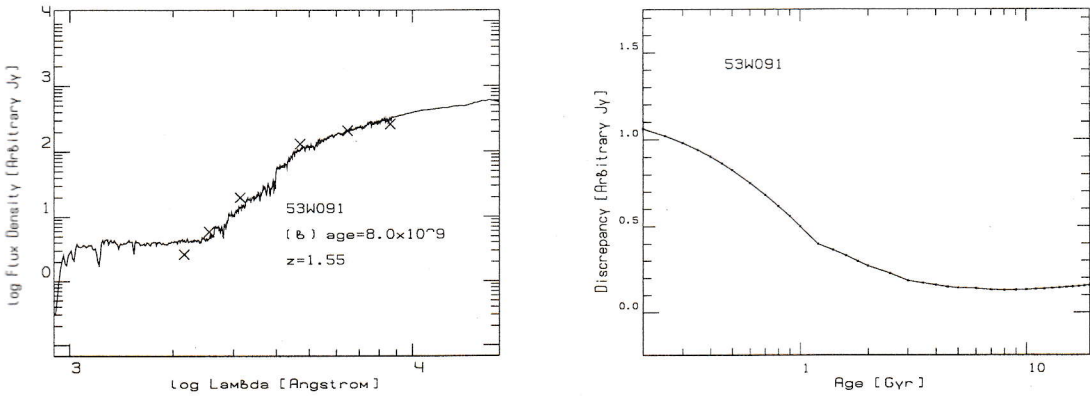 4
3
2
1
0
log Flux Density [Arbitrary Jy]
53W091
(B) age=8.0x10^9
z=1.55
3
4
log Lambda [Angstrom]
1.5
1.0
0.5
0.0
Discrepancy [Arbitrary Jy]
53W091
1
10
Age [Gyr]